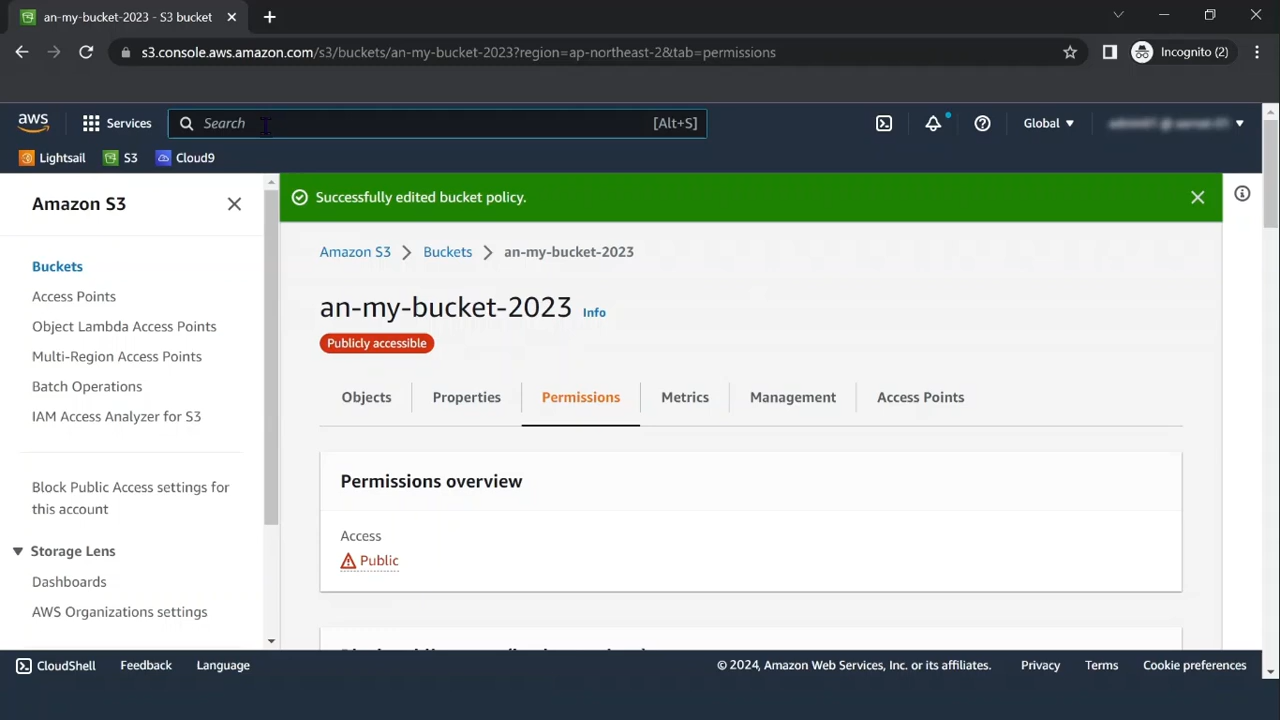 an-my-bucket-2023 - S3 bucket
s3.console.aws.amazon.com/s3/buckets/an-my-bucket-2023?region=ap-northeast-2&tab=permissions
Incognito (2)
aws
Services
Search
[Alt+S]
Global
Lightsail
S3
Cloud9
Amazon S3
Successfully edited bucket policy.
Amazon S3
Buckets
an-my-bucket-2023
Buckets
Access Points
Object Lambda Access Points
Multi-Region Access Points
Batch Operations
IAM Access Analyzer for S3
Block Public Access settings for
this account
Storage Lens
Dashboards
AWS Organizations settings
an-my-bucket-2023
Info
Publicly accessible
Objects
Properties
Permissions
Metrics
Management
Access Points
Permissions overview
Access
Public
CloudShell
Feedback
Language
© 2024, Amazon Web Services, Inc. or its affiliates.
Privacy
Terms
Cookie preferences